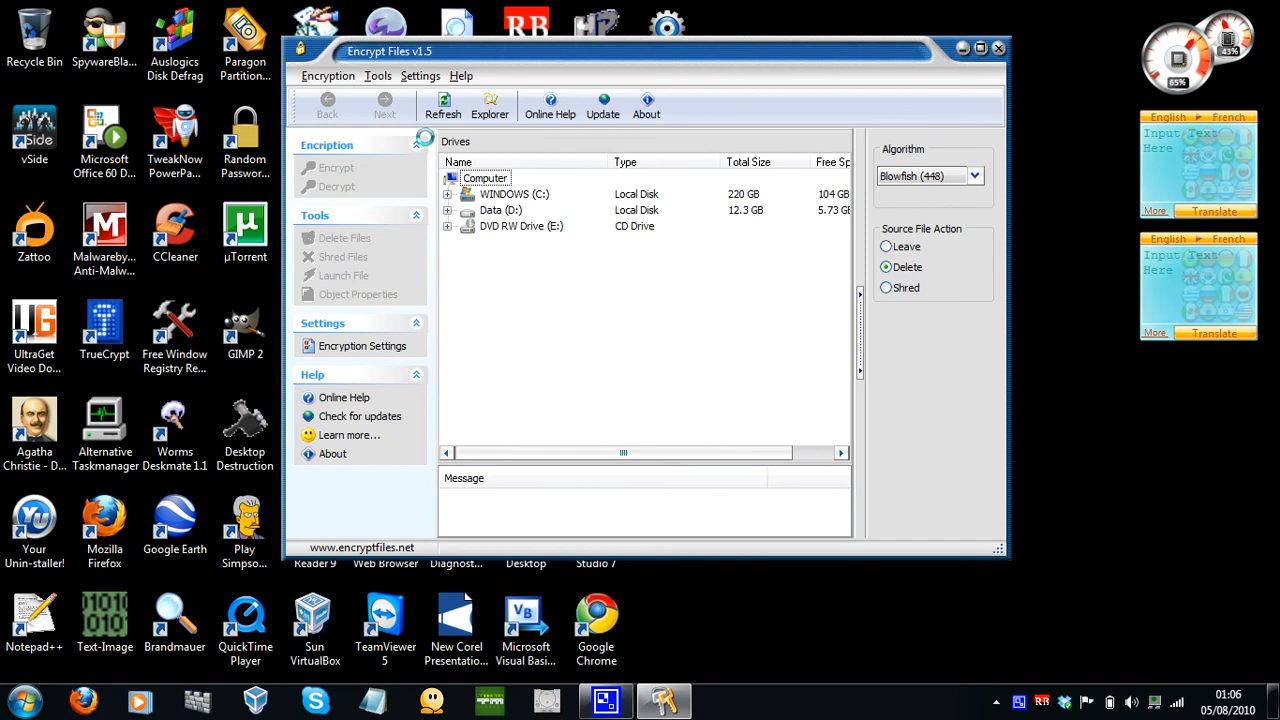 Recycle Bin
SpywareBla...
Auslogics
Disk Defrag
Paragon
Partition...
RB
HP
Encrypt Files v1.5
Encryption Tools Settings Help
Back Next Refresh Explorer Online Help Update About
Encription
Encrypt
Decrypt
Tools
Delete Files
Shred Files
Launch File
Object Properties
Settings
Encryption Settings
Help
Online Help
Check for updates
Learn more...
About
Drives
Name Type Total Size Free Sp
Computer
WINDOWS (C:) Local Disk 220 GB 104 GB
Data (D:) Local Disk 12.3 GB 5.73 GB
DVD RW Drive (E:) CD Drive
Message
Algorithm
Blowfish (448)
Source File Action
Leave
Delete
Shred
www.encryptfiles.net
65%
43%
English French
Input Text
Here
More Translate
English French
Input Text
Here
More Translate
vSide
Microsoft
Office 60 D...
TweakNow
PowerPa...
Random
Passwor...
Zattoo
Malwareby...
Anti-Malw...
CCleaner
µTorrent
UltraGet
Video Do...
TrueCrypt
Free Window
Registry Re...
GIMP 2
Agatha
Christie - D...
Alternative
Taskmanager
Worms
Deskmate 1.1
Desktop
Destruction
Your
Unin-staller!
Mozilla
Firefox
Google Earth
Play
Simpso...
Reader 9
Web Browser
Diagnost...
Desktop
Studio 7
Notepad++
Text-Image
Brandmauer
QuickTime
Player
Sun
VirtualBox
TeamViewer
5
New Corel
Presentatio...
Microsoft
Visual Basi...
Google
Chrome
RB
01:06
05/08/2010